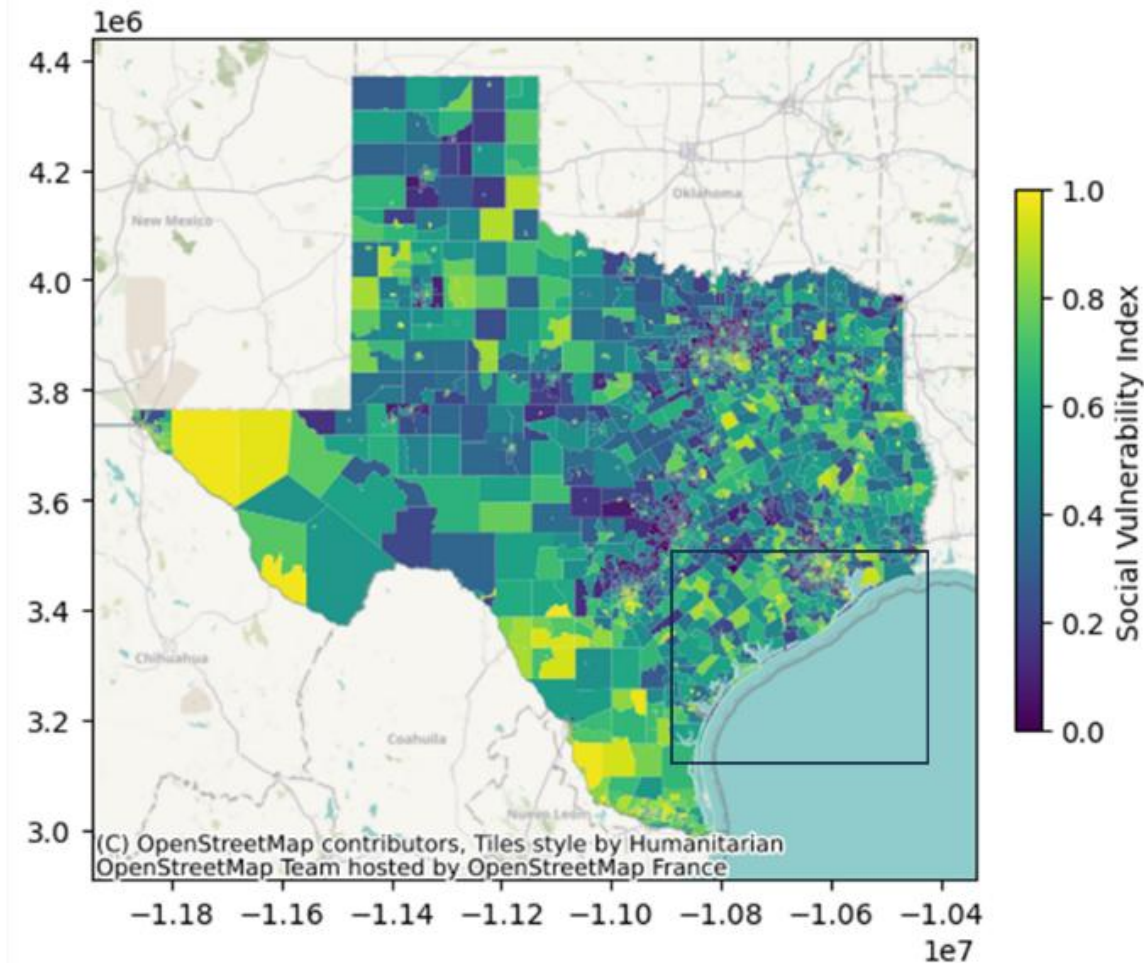 1e6
4.4
4.2
4.0
3.8
3.6
3.4
3.2
3.0
New Mexico
Oklahoma
Chihuahua
Coahuila
Nuevo León
(C) OpenStreetMap contributors, Tiles style by Humanitarian
OpenStreetMap Team hosted by OpenStreetMap France
−1.18 −1.16 −1.14 −1.12 −1.10 −1.08 −1.06 −1.04
1e7
1.0
0.8
0.6
0.4
0.2
0.0
Social Vulnerability Index